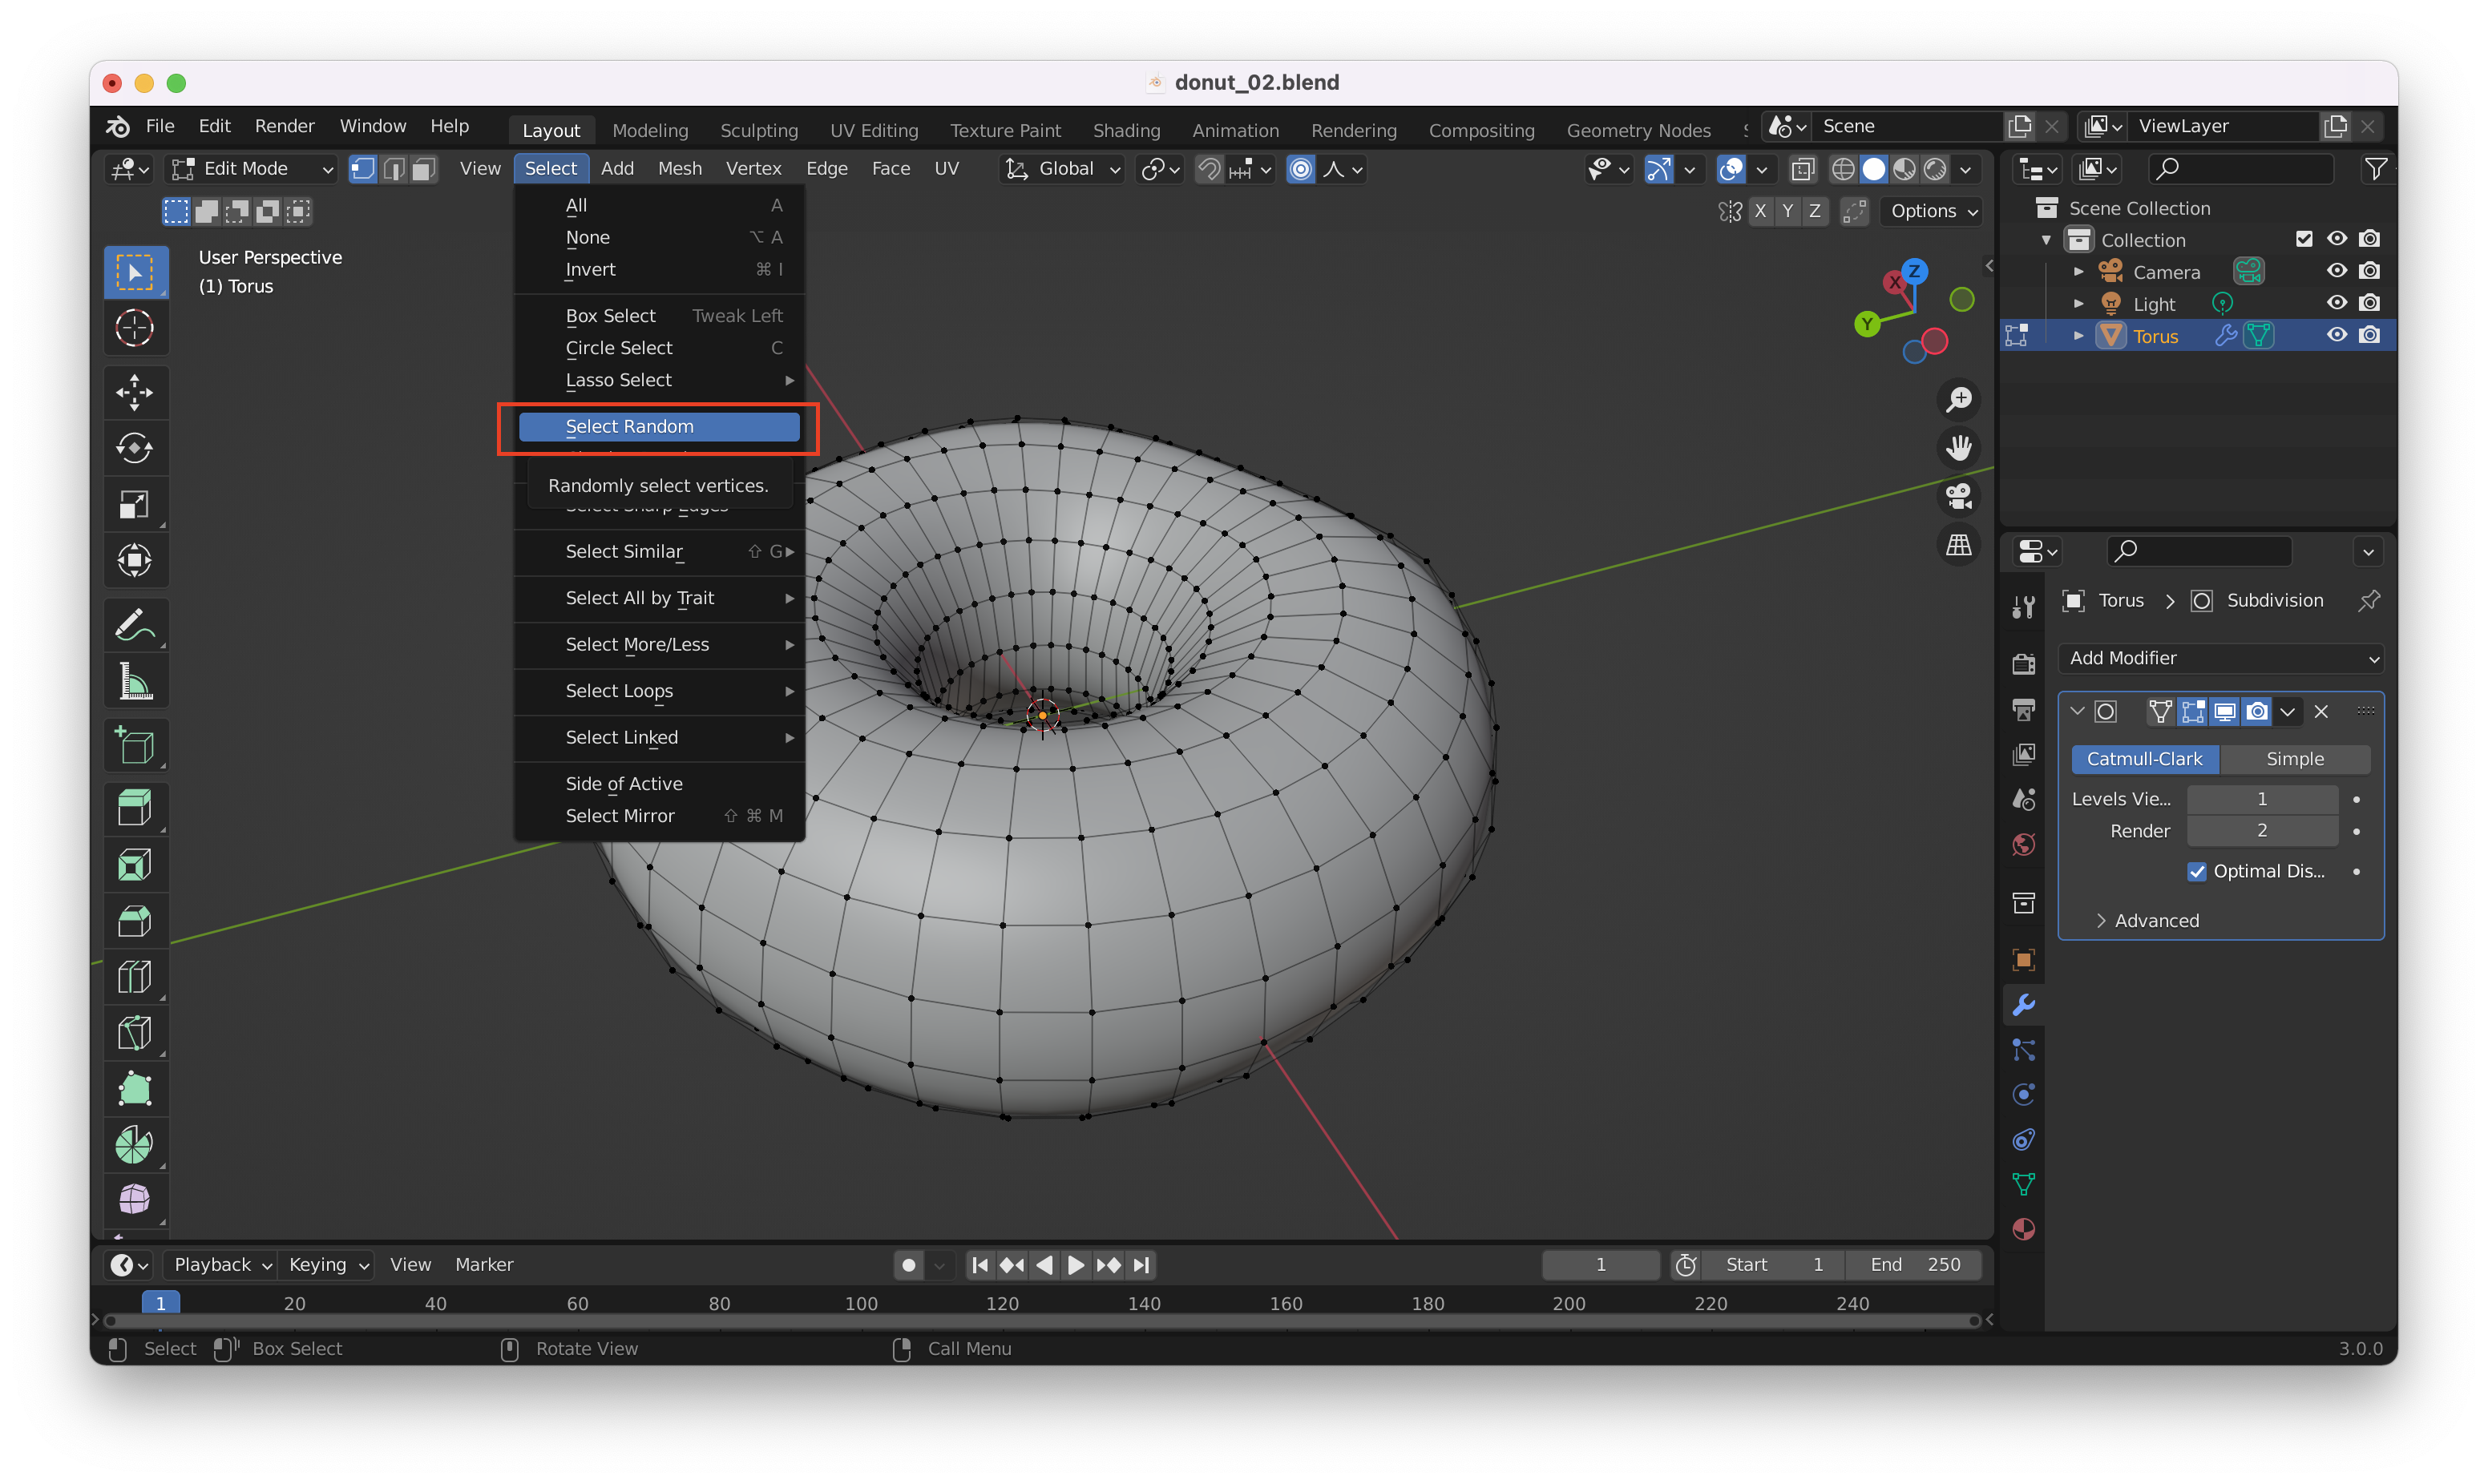 donut_02.blend
File Edit Render Window Help Layout Modeling Sculpting UV Editing Texture Paint Shading Animation Rendering Compositing Geometry Nodes Scene ViewLayer
Edit Mode View Select Add Mesh Vertex Edge Face UV Global
X Y Z Options
User Perspective
(1) Torus
All A
None ⌥ A
Invert ⌘ I
Box Select Tweak Left
Circle Select C
Lasso Select
Select Random
Randomly select vertices.
Select Sharp Edges
Select Similar ⇧ G
Select All by Trait
Select More/Less
Select Loops
Select Linked
Side of Active
Select Mirror ⇧ ⌘ M
Z
X
Y
Scene Collection
Collection
Camera
Light
Torus
Torus > Subdivision
Add Modifier
Catmull-Clark Simple
Levels Vie... 1
Render 2
Optimal Dis...
Advanced
Playback Keying View Marker 1 Start 1 End 250
1 20 40 60 80 100 120 140 160 180 200 220 240
Select Box Select Rotate View Call Menu 3.0.0